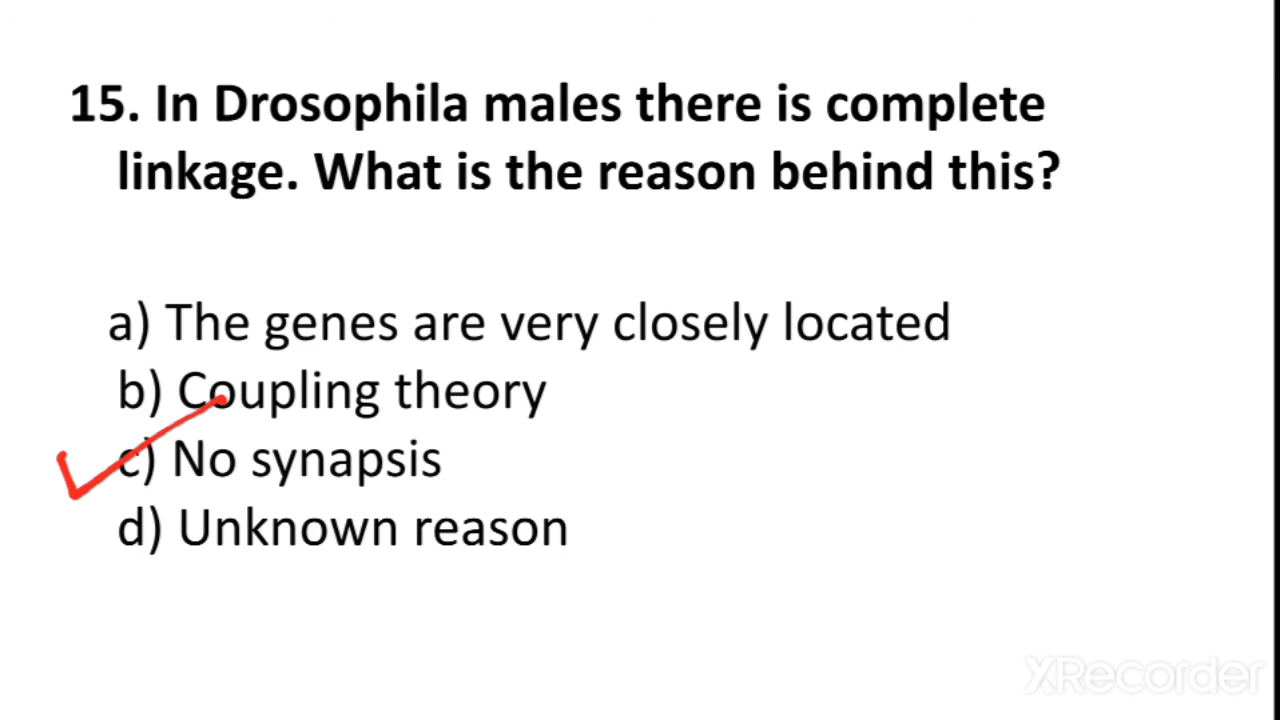 15. In Drosophila males there is complete
linkage. What is the reason behind this?
a) The genes are very closely located
b) Coupling theory
c) No synapsis
d) Unknown reason
XRecorder